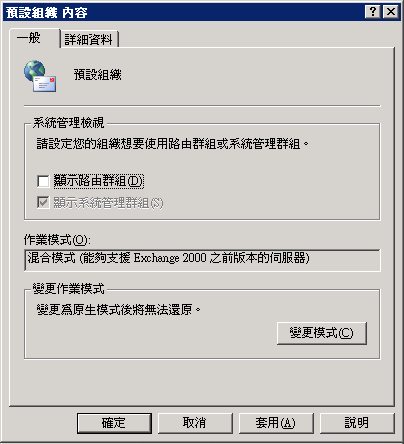 預設組織 內容
一般
詳細資料
預設組織
系統管理檢視
請設定您的組織想要使用路由群組或系統管理群組。
顯示路由群組(D)
顯示系統管理群組(S)
作業模式(O):
混合模式 (能夠支援 Exchange 2000 之前版本的伺服器)
變更作業模式
變更爲原生模式後將無法還原。
變更模式(C)
確定
取消
套用(A)
說明